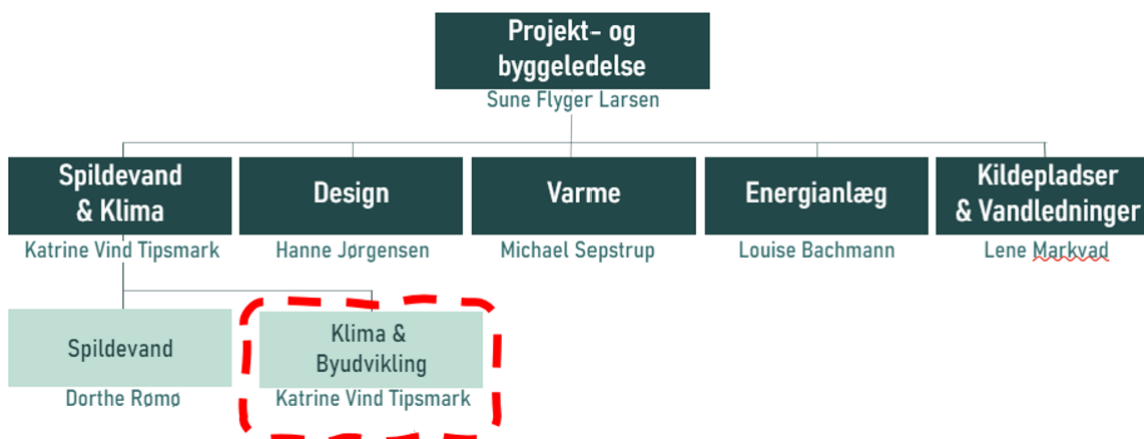 Projekt- og
byggeledelse
Sune Flyger Larsen
Spildevand
& Klima
Katrine Vind Tipsmark
Design
Hanne Jørgensen
Varme
Michael Sepstrup
Energianlæg
Louise Bachmann
Kildepladser
& Vandledninger
Lene Markvad
Spildevand
Dorthe Rømø
Klima &
Byudvikling
Katrine Vind Tipsmark